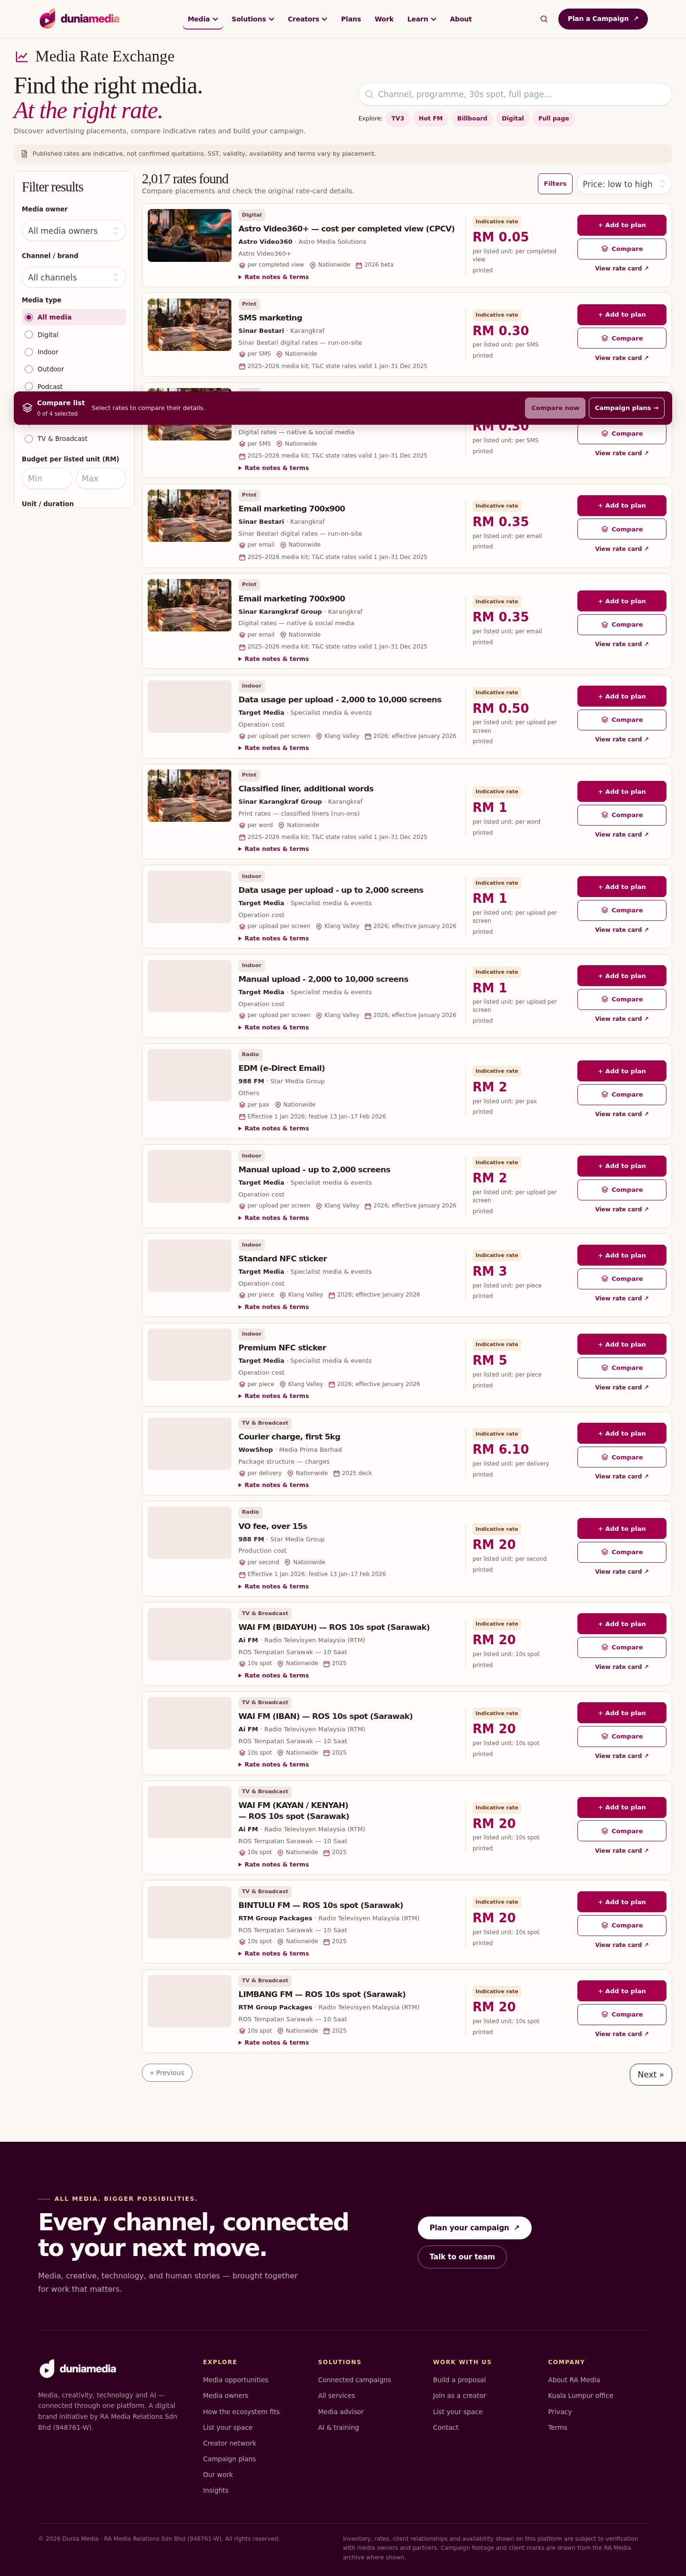 duniamedia
Media
Solutions
Creators
Plans
Work
Learn
About
Plan a Campaign ↗
Media Rate Exchange
Find the right media.
At the right rate.
Discover advertising placements, compare indicative rates and build your campaign.
Channel, programme, 30s spot, full page...
Explore: TV3 Hot FM Billboard Digital Full page
Published rates are indicative, not confirmed quotations. SST, validity, availability and terms vary by placement.
Filter results
Media owner
All media owners
Channel / brand
All channels
Media type
All media
Digital
Indoor
Outdoor
Podcast
TV & Broadcast
Budget per listed unit (RM)
Min Max
Unit / duration
2,017 rates found
Compare placements and check the original rate-card details.
Filters
Price: low to high
Digital
Astro Video360+ — cost per completed view (CPCV)
Astro Video360 · Astro Media Solutions
Astro Video360+
per completed view Nationwide 2026 beta
Rate notes & terms
Indicative rate
RM 0.05
per listed unit: per completed
view
printed
+ Add to plan
Compare
View rate card ↗
Print
SMS marketing
Sinar Bestari · Karangkraf
Sinar Bestari digital rates — run-on-site
per SMS Nationwide
2025–2026 media kit; T&C state rates valid 1 Jan–31 Dec 2025
Indicative rate
RM 0.30
per listed unit: per SMS
printed
+ Add to plan
Compare
View rate card ↗
Compare list
0 of 4 selected
Select rates to compare their details.
Compare now
Campaign plans →
Digital rates — native & social media
per SMS Nationwide
2025–2026 media kit; T&C state rates valid 1 Jan–31 Dec 2025
Rate notes & terms
RM 0.30
per listed unit: per SMS
printed
Compare
View rate card ↗
Print
Email marketing 700x900
Sinar Bestari · Karangkraf
Sinar Bestari digital rates — run-on-site
per email Nationwide
2025–2026 media kit; T&C state rates valid 1 Jan–31 Dec 2025
Indicative rate
RM 0.35
per listed unit: per email
printed
+ Add to plan
Compare
View rate card ↗
Print
Email marketing 700x900
Sinar Karangkraf Group · Karangkraf
Digital rates — native & social media
per email Nationwide
2025–2026 media kit; T&C state rates valid 1 Jan–31 Dec 2025
Rate notes & terms
Indicative rate
RM 0.35
per listed unit: per email
printed
+ Add to plan
Compare
View rate card ↗
Indoor
Data usage per upload - 2,000 to 10,000 screens
Target Media · Specialist media & events
Operation cost
per upload per screen Klang Valley 2026; effective January 2026
Rate notes & terms
Indicative rate
RM 0.50
per listed unit: per upload per
screen
printed
+ Add to plan
Compare
View rate card ↗
Print
Classified liner, additional words
Sinar Karangkraf Group · Karangkraf
Print rates — classified liners (run-ons)
per word Nationwide
2025–2026 media kit; T&C state rates valid 1 Jan–31 Dec 2025
Rate notes & terms
Indicative rate
RM 1
per listed unit: per word
printed
+ Add to plan
Compare
View rate card ↗
Indoor
Data usage per upload - up to 2,000 screens
Target Media · Specialist media & events
Operation cost
per upload per screen Klang Valley 2026; effective January 2026
Rate notes & terms
Indicative rate
RM 1
per listed unit: per upload per
screen
printed
+ Add to plan
Compare
View rate card ↗
Indoor
Manual upload - 2,000 to 10,000 screens
Target Media · Specialist media & events
Operation cost
per upload per screen Klang Valley 2026; effective January 2026
Rate notes & terms
Indicative rate
RM 1
per listed unit: per upload per
screen
printed
+ Add to plan
Compare
View rate card ↗
Radio
EDM (e-Direct Email)
988 FM · Star Media Group
Others
per pax Nationwide
Effective 1 Jan 2026; festive 13 Jan–17 Feb 2026
Rate notes & terms
Indicative rate
RM 2
per listed unit: per pax
printed
+ Add to plan
Compare
View rate card ↗
Indoor
Manual upload - up to 2,000 screens
Target Media · Specialist media & events
Operation cost
per upload per screen Klang Valley 2026; effective January 2026
Rate notes & terms
Indicative rate
RM 2
per listed unit: per upload per
screen
printed
+ Add to plan
Compare
View rate card ↗
Indoor
Standard NFC sticker
Target Media · Specialist media & events
Operation cost
per piece Klang Valley 2026; effective January 2026
Rate notes & terms
Indicative rate
RM 3
per listed unit: per piece
printed
+ Add to plan
Compare
View rate card ↗
Indoor
Premium NFC sticker
Target Media · Specialist media & events
Operation cost
per piece Klang Valley 2026; effective January 2026
Rate notes & terms
Indicative rate
RM 5
per listed unit: per piece
printed
+ Add to plan
Compare
View rate card ↗
TV & Broadcast
Courier charge, first 5kg
WowShop · Media Prima Berhad
Package structure — charges
per delivery Nationwide 2025 deck
Rate notes & terms
Indicative rate
RM 6.10
per listed unit: per delivery
printed
+ Add to plan
Compare
View rate card ↗
Radio
VO fee, over 15s
988 FM · Star Media Group
Production cost
per second Nationwide
Effective 1 Jan 2026; festive 13 Jan–17 Feb 2026
Rate notes & terms
Indicative rate
RM 20
per listed unit: per second
printed
+ Add to plan
Compare
View rate card ↗
TV & Broadcast
WAI FM (BIDAYUH) — ROS 10s spot (Sarawak)
Ai FM · Radio Televisyen Malaysia (RTM)
ROS Tempatan Sarawak — 10 Saat
10s spot Nationwide 2025
Rate notes & terms
Indicative rate
RM 20
per listed unit: 10s spot
printed
+ Add to plan
Compare
View rate card ↗
TV & Broadcast
WAI FM (IBAN) — ROS 10s spot (Sarawak)
Ai FM · Radio Televisyen Malaysia (RTM)
ROS Tempatan Sarawak — 10 Saat
10s spot Nationwide 2025
Rate notes & terms
Indicative rate
RM 20
per listed unit: 10s spot
printed
+ Add to plan
Compare
View rate card ↗
TV & Broadcast
WAI FM (KAYAN / KENYAH)
— ROS 10s spot (Sarawak)
Ai FM · Radio Televisyen Malaysia (RTM)
ROS Tempatan Sarawak — 10 Saat
10s spot Nationwide 2025
Rate notes & terms
Indicative rate
RM 20
per listed unit: 10s spot
printed
+ Add to plan
Compare
View rate card ↗
TV & Broadcast
BINTULU FM — ROS 10s spot (Sarawak)
RTM Group Packages · Radio Televisyen Malaysia (RTM)
ROS Tempatan Sarawak — 10 Saat
10s spot Nationwide 2025
Rate notes & terms
Indicative rate
RM 20
per listed unit: 10s spot
printed
+ Add to plan
Compare
View rate card ↗
TV & Broadcast
LIMBANG FM — ROS 10s spot (Sarawak)
RTM Group Packages · Radio Televisyen Malaysia (RTM)
ROS Tempatan Sarawak — 10 Saat
10s spot Nationwide 2025
Rate notes & terms
Indicative rate
RM 20
per listed unit: 10s spot
printed
+ Add to plan
Compare
View rate card ↗
« Previous
Next »
ALL MEDIA. BIGGER POSSIBILITIES.
Every channel, connected
to your next move.
Media, creative, technology, and human stories — brought together
for work that matters.
Plan your campaign ↗
Talk to our team
duniamedia
Media, creativity, technology and AI —
connected through one platform. A digital
brand initiative by RA Media Relations Sdn
Bhd (948761-W).
EXPLORE
Media opportunities
Media owners
How the ecosystem fits
List your space
Creator network
Campaign plans
Our work
Insights
SOLUTIONS
Connected campaigns
All services
Media advisor
AI & training
WORK WITH US
Build a proposal
Join as a creator
List your space
Contact
COMPANY
About RA Media
Kuala Lumpur office
Privacy
Terms
© 2026 Dunia Media · RA Media Relations Sdn Bhd (948761-W). All rights reserved.
Inventory, rates, client relationships and availability shown on this platform are subject to verification
with media owners and partners. Campaign footage and client marks are drawn from the RA Media
archive where shown.